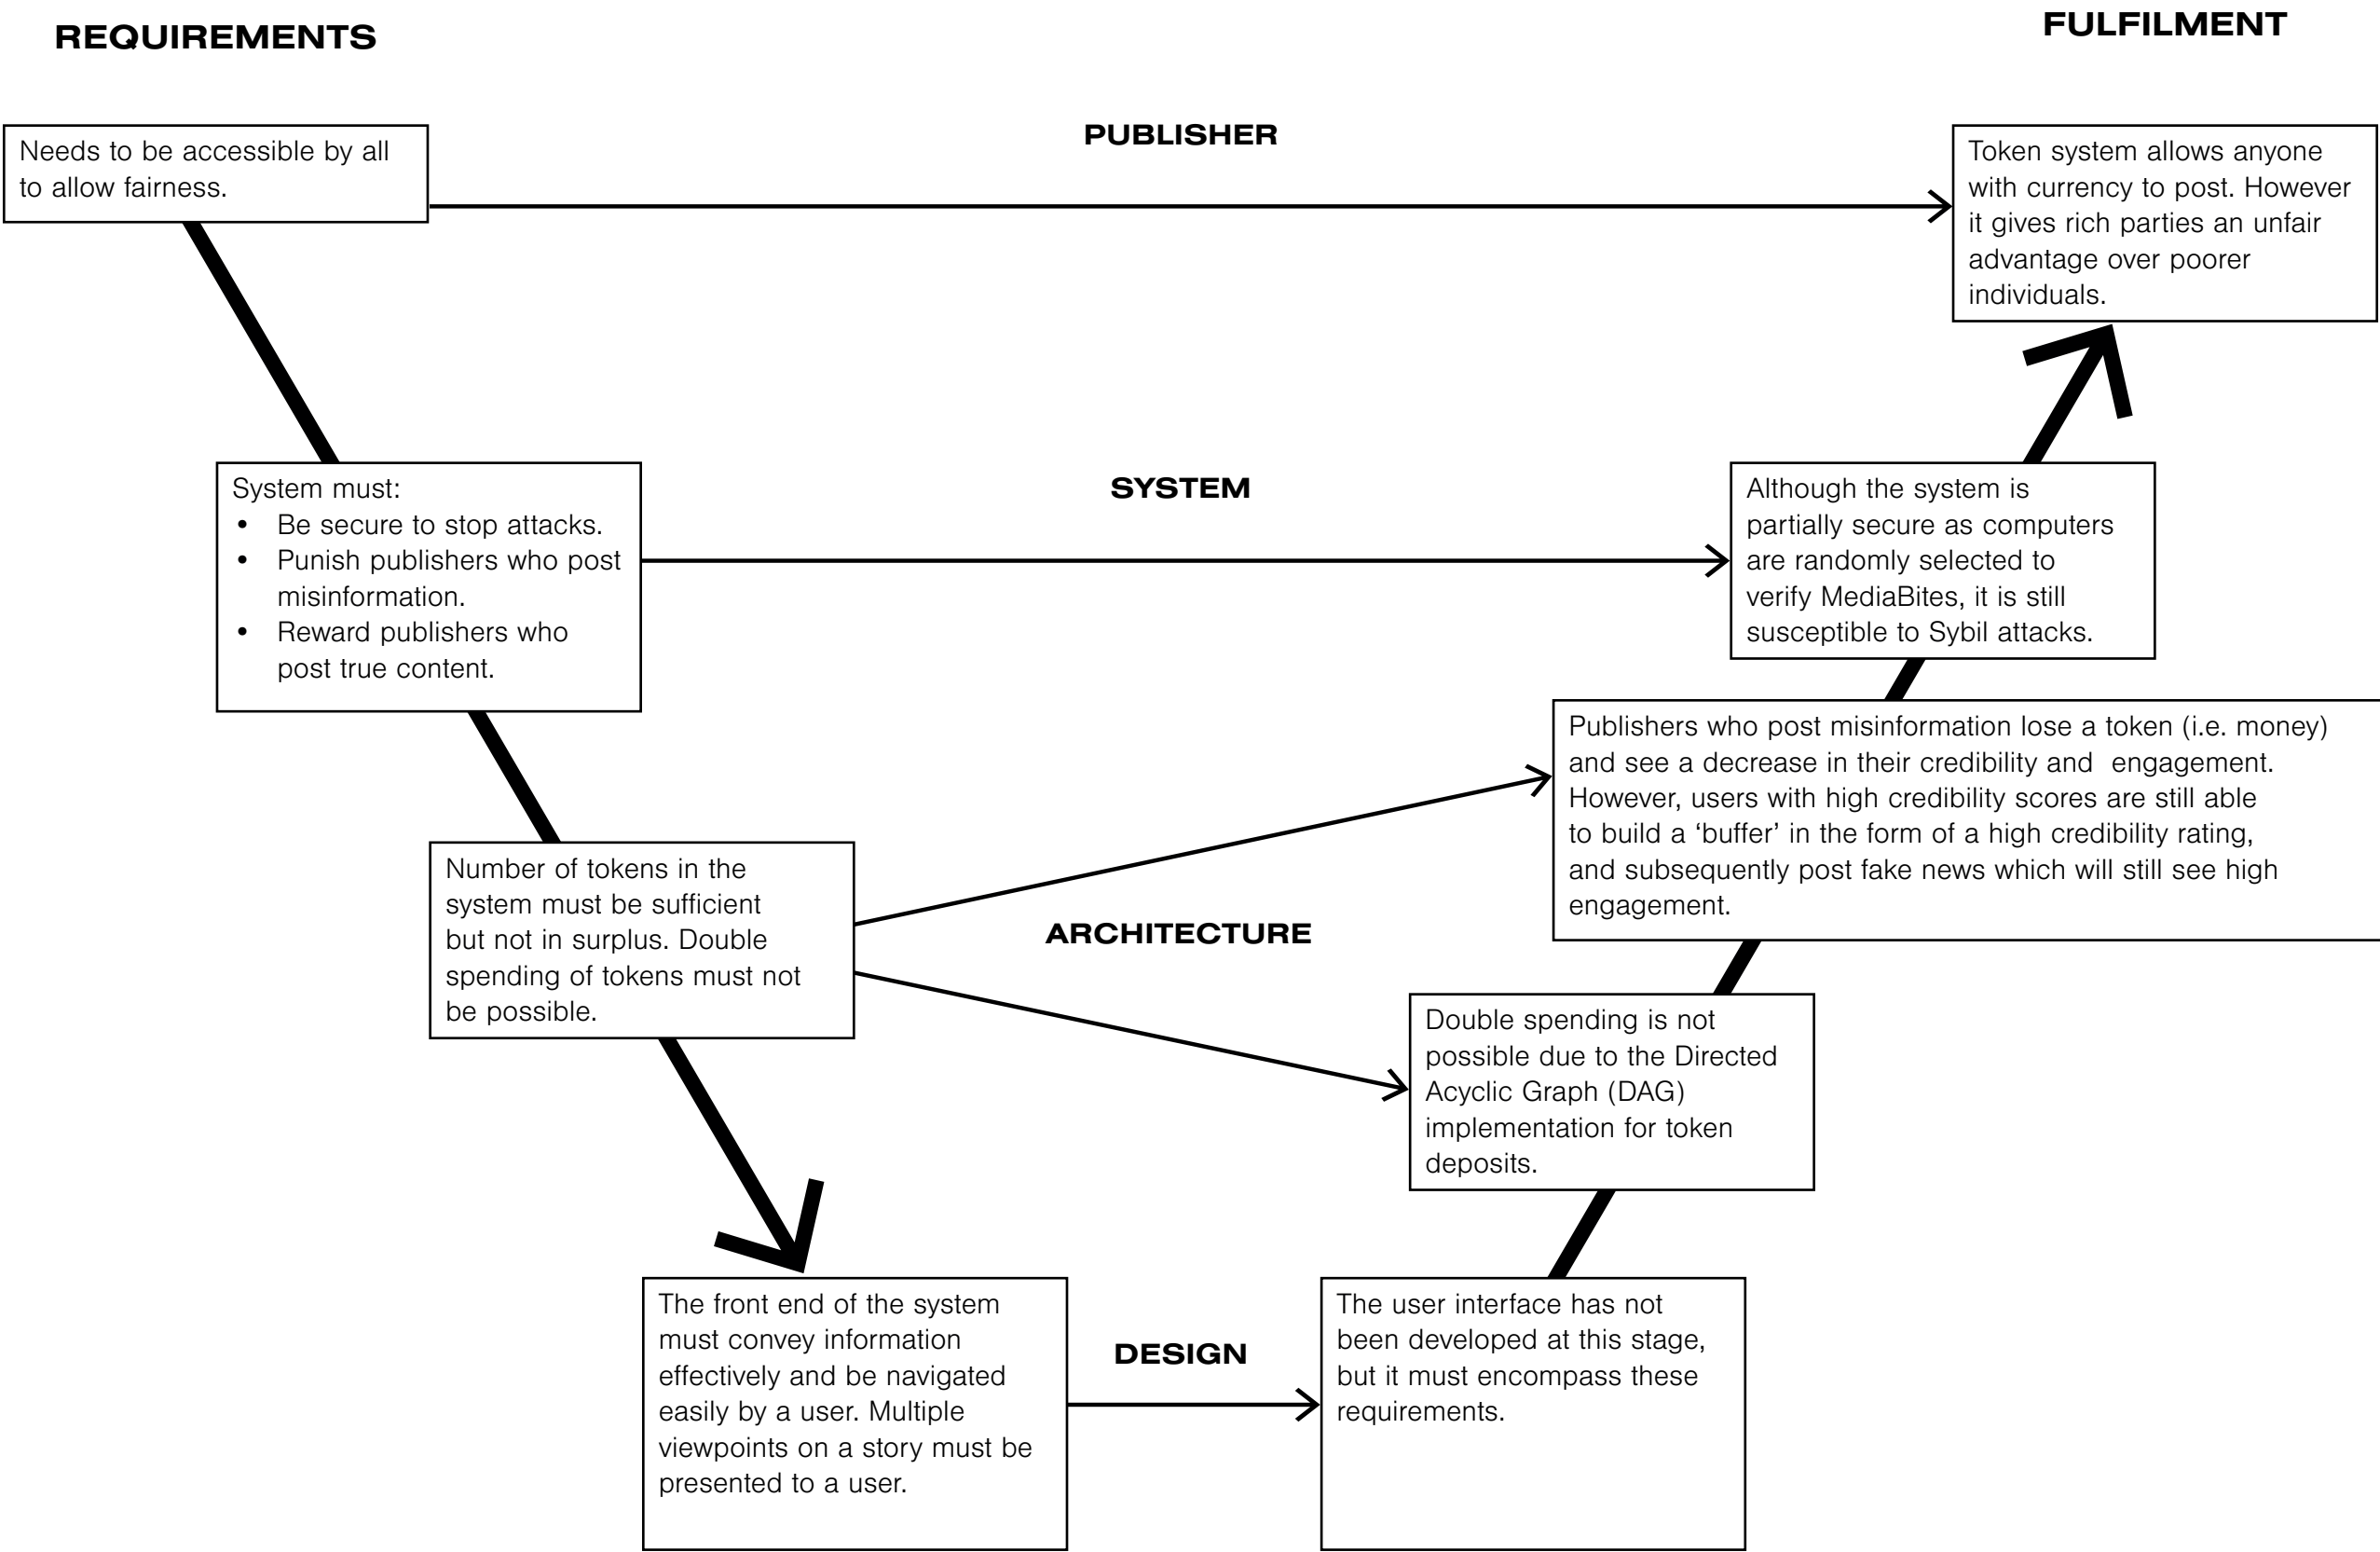 REQUIREMENTS
FULFILMENT
PUBLISHER
Needs to be accessible by all
to allow fairness.
Token system allows anyone
with currency to post. However
it gives rich parties an unfair
advantage over poorer
individuals.
SYSTEM
System must:
• Be secure to stop attacks.
• Punish publishers who post
misinformation.
• Reward publishers who
post true content.
Although the system is
partially secure as computers
are randomly selected to
verify MediaBites, it is still
susceptible to Sybil attacks.
Publishers who post misinformation lose a token (i.e. money)
and see a decrease in their credibility and  engagement.
However, users with high credibility scores are still able
to build a ‘buffer’ in the form of a high credibility rating,
and subsequently post fake news which will still see high
engagement.
Number of tokens in the
system must be sufficient
but not in surplus. Double
spending of tokens must not
be possible.
ARCHITECTURE
Double spending is not
possible due to the Directed
Acyclic Graph (DAG)
implementation for token
deposits.
The front end of the system
must convey information
effectively and be navigated
easily by a user. Multiple
viewpoints on a story must be
presented to a user.
DESIGN
The user interface has not
been developed at this stage,
but it must encompass these
requirements.